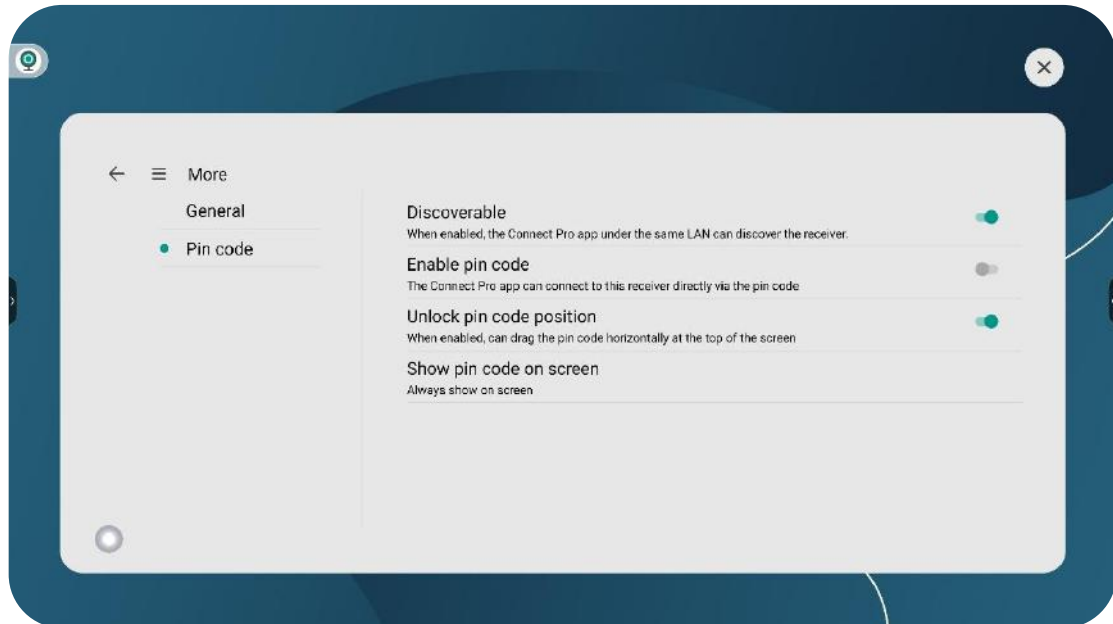 More
General
Pin code
Discoverable
When enabled, the Connect Pro app under the same LAN can discover the receiver.
Enable pin code
The Connect Pro app can connect to this receiver directly via the pin code
Unlock pin code position
When enabled, can drag the pin code horizontally at the top of the screen
Show pin code on screen
Always show on screen